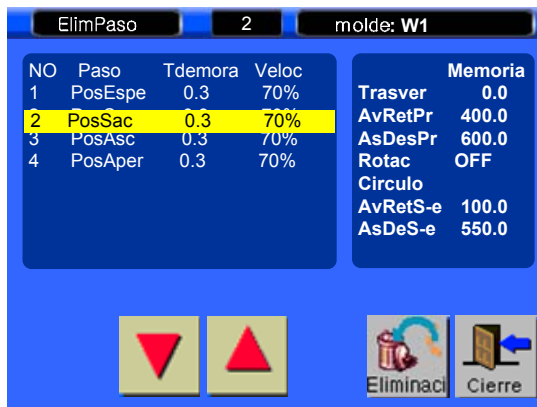 ElimPaso 2 molde: W1
NO Paso Tdemora Veloc
1 PosEspe 0.3 70%
2 PosSac 0.3 70%
3 PosAsc 0.3 70%
4 PosAper 0.3 70%
Memoria
Trasver 0.0
AvRetPr 400.0
AsDesPr 600.0
Rotac OFF
Circulo
AvRetS-e 100.0
AsDeS-e 550.0
Eliminaci
Cierre